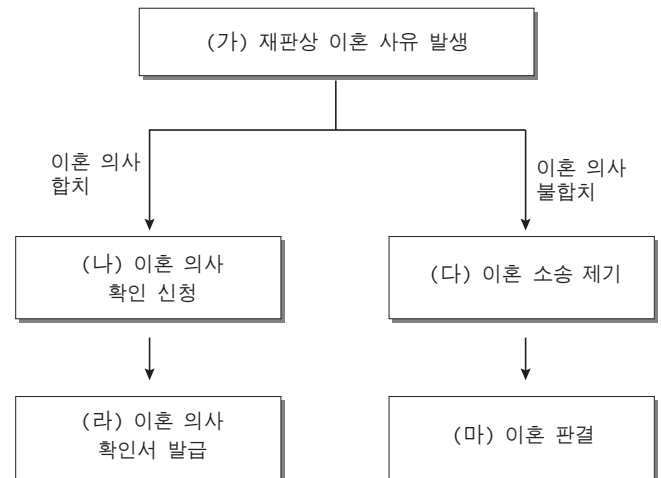 (가) 재판상 이혼 사유 발생
이혼 의사
합치
이혼 의사
불합치
(나) 이혼 의사
확인 신청
(다) 이혼 소송 제기
(라) 이혼 의사
확인서 발급
(마) 이혼 판결